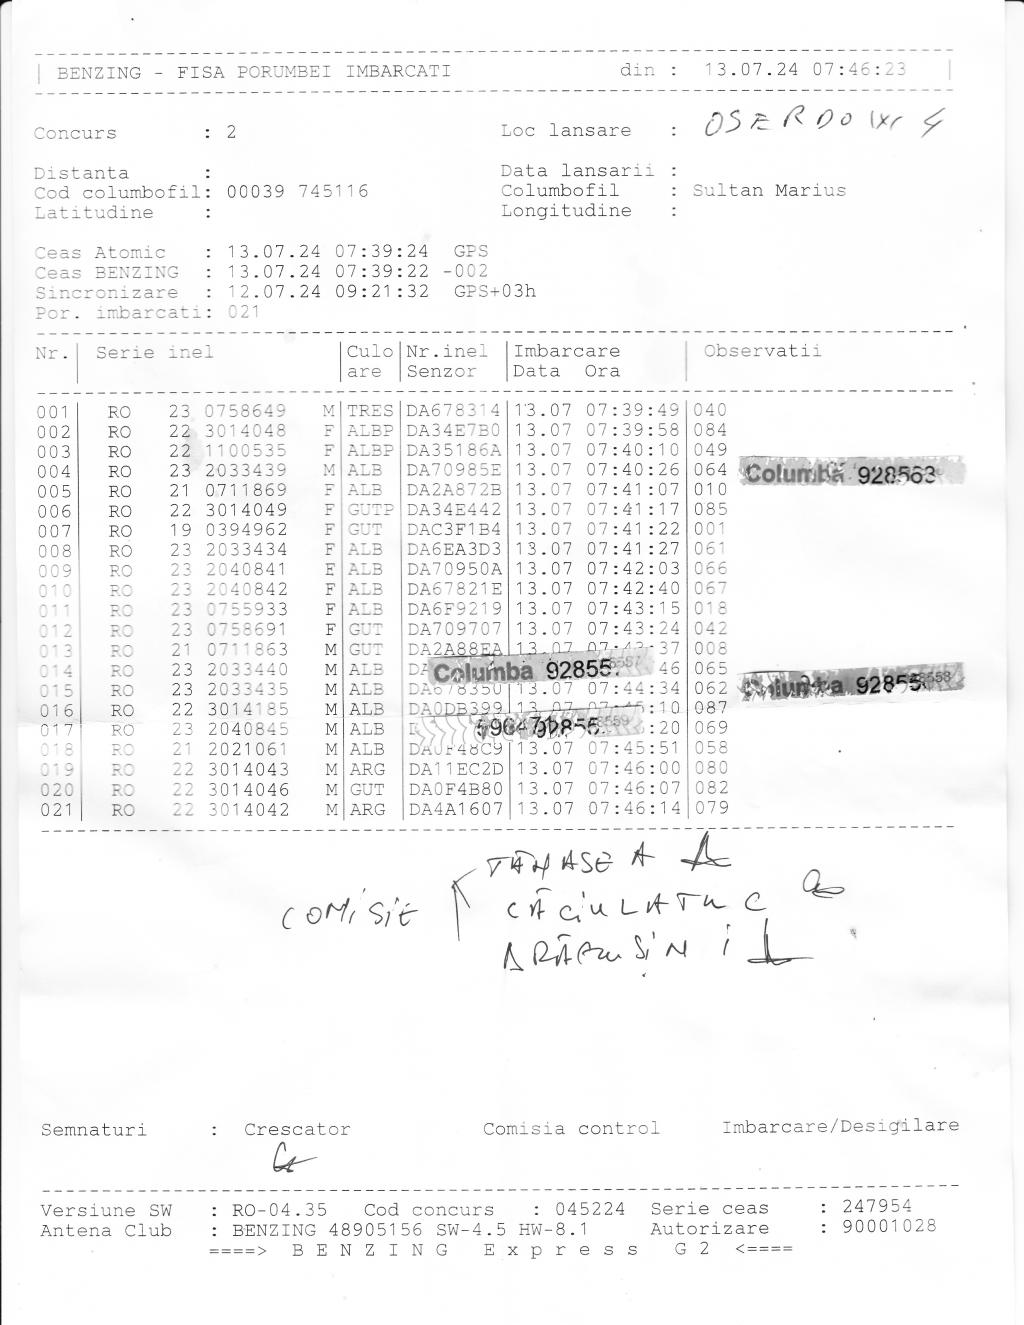 BENZING - FISA PORUMBEI IMBARCATI din : 13.07.24 07:46:23
Concurs : 2 Loc lansare :
Distanta : Data lansarii :
Cod columbofil: 00039 745116 Columbofil : Sultan Marius
Latitudine : Longitudine :
Ceas Atomic : 13.07.24 07:39:24 GPS
Ceas BENZING : 13.07.24 07:39:22 -002
Sincronizare : 12.07.24 09:21:32 GPS+03h
Por. imbarcati: 021
Nr. Serie inel Culo Nr.inel Imbarcare Observatii
are Senzor Data Ora
001 RO 23 0758649 M TRES DA678314 13.07 07:39:49 040
002 RO 22 3014048 F ALBP DA34E7B0 13.07 07:39:58 084
003 RO 22 1100535 F ALBP DA35186A 13.07 07:40:10 049
004 RO 23 2033439 M ALB DA70985E 13.07 07:40:26 064 Columba 928563
005 RO 21 0711869 F ALB DA2A872B 13.07 07:41:07 010
006 RO 22 3014049 F GUTP DA34E442 13.07 07:41:17 085
007 RO 19 0394962 F GUT DAC3F1B4 13.07 07:41:22 001
008 RO 23 2033434 F ALB DA6EA3D3 13.07 07:41:27 061
009 RO 23 2040841 F ALB DA70950A 13.07 07:42:03 066
010 RO 23 2040842 F ALB DA67821E 13.07 07:42:40 067
011 RO 23 0755933 F ALB DA6F9219 13.07 07:43:15 018
012 RO 23 0758691 F GUT DA709707 13.07 07:43:24 042
013 RO 21 0711863 M GUT DA2A88EA 13.07 37 008
014 RO 23 2033440 M ALB Columba 46 065
015 RO 23 2033435 M ALB DA678350 13.07 07:44:34 062
016 RO 22 3014185 M ALB DA0DB399 13.07 :10 087
017 RO 23 2040845 M ALB :20 069
018 RO 21 2021061 M ALB 13.07 07:45:51 058
019 RO 22 3014043 M ARG DA11EC2D 13.07 07:46:00 080
020 RO 22 3014046 M GUT DA0F4B80 13.07 07:46:07 082
021 RO 22 3014042 M ARG DA4A1607 13.07 07:46:14 079
TĂNASE A
COMISIE CĂCIULATU C
Semnaturi : Crescator Comisia control Imbarcare/Desigilare
Versiune SW : RO-04.35 Cod concurs : 045224 Serie ceas : 247954
Antena Club : BENZING 48905156 SW-4.5 HW-8.1 Autorizare : 90001028
====> B E N Z I N G E x p r e s s G 2 <====